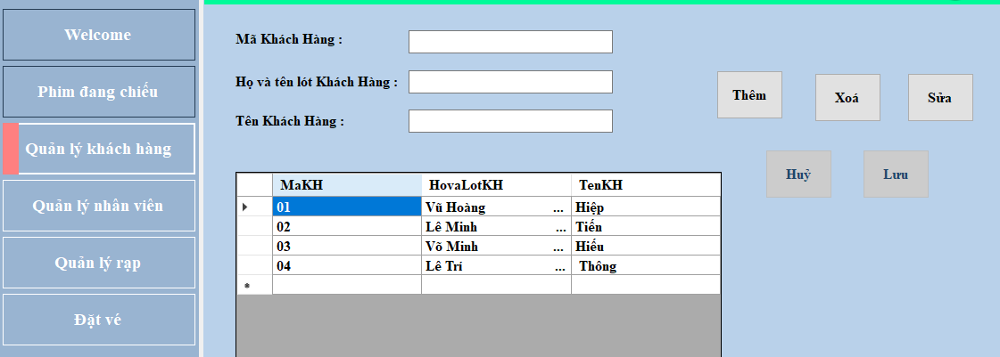 Welcome
Phim đang chiếu
Quản lý khách hàng
Quản lý nhân viên
Quản lý rạp
Đặt vé
Mã Khách Hàng :
Họ và tên lót Khách Hàng :
Tên Khách Hàng :
Thêm
Xoá
Sửa
Huỷ
Lưu
MaKH HovaLotKH TenKH
01 Vũ Hoàng ... Hiệp
02 Lê Minh ... Tiến
03 Võ Minh ... Hiếu
04 Lê Trí ... Thông
*